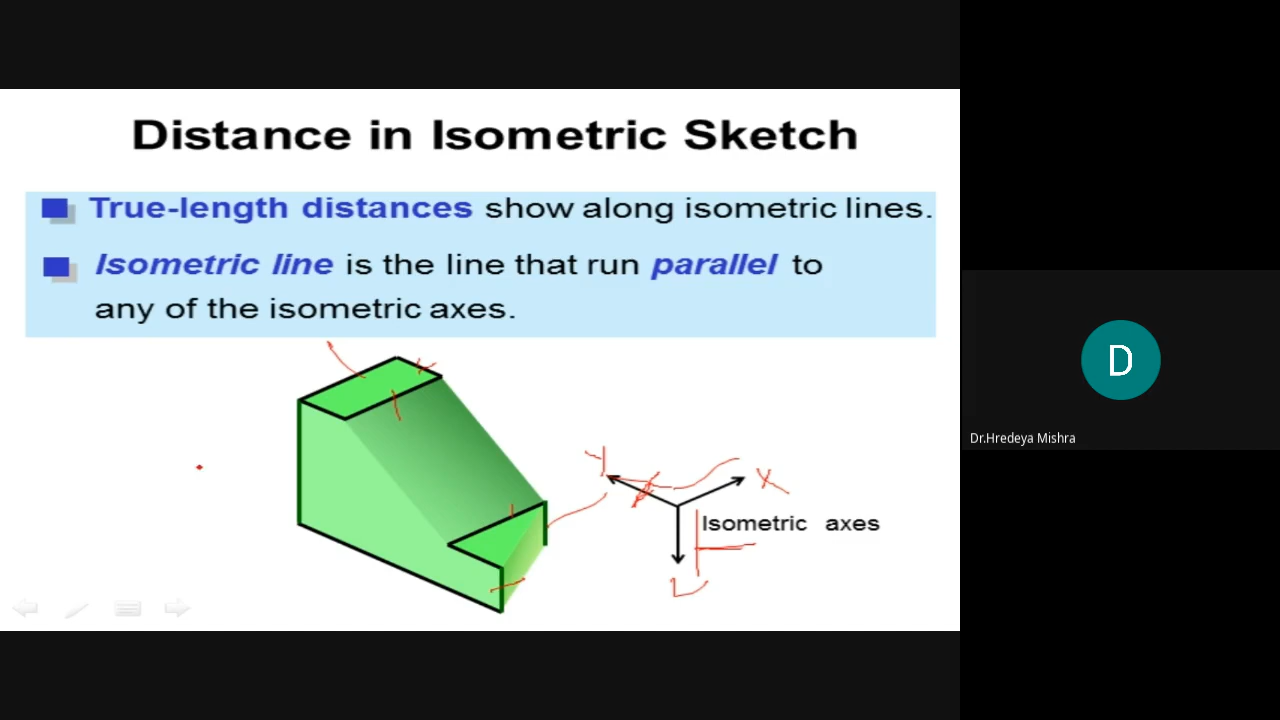 Distance in Isometric Sketch
True-length distances show along isometric lines.
Isometric line is the line that run parallel to
any of the isometric axes.
Y
X
Isometric axes
D
Dr.Hredeya Mishra